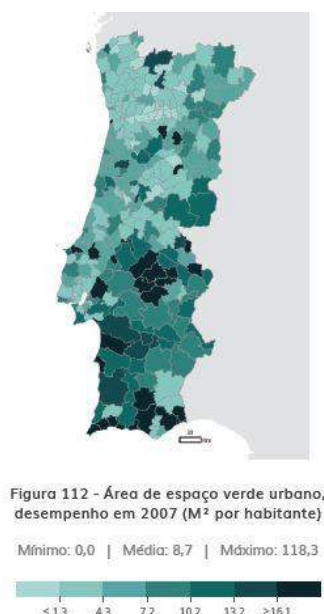 Figura 112 - Área de espaço verde urbano,
desempenho em 2007 (M² por habitante)
Mínimo: 0,0 | Média: 8,7 | Máximo: 118,3
≤1,3 4,3 7,2 10,2 13,2 ≥16,1